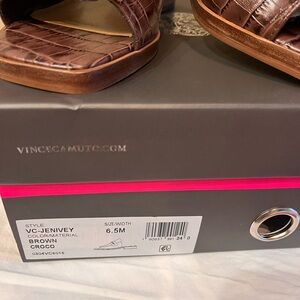 VINCECAMUTO.COM
STYLE
VC-JENIVEY
COLOR/MATERIAL
BROWN
CROCO
SIZE/WIDTH
6.5M